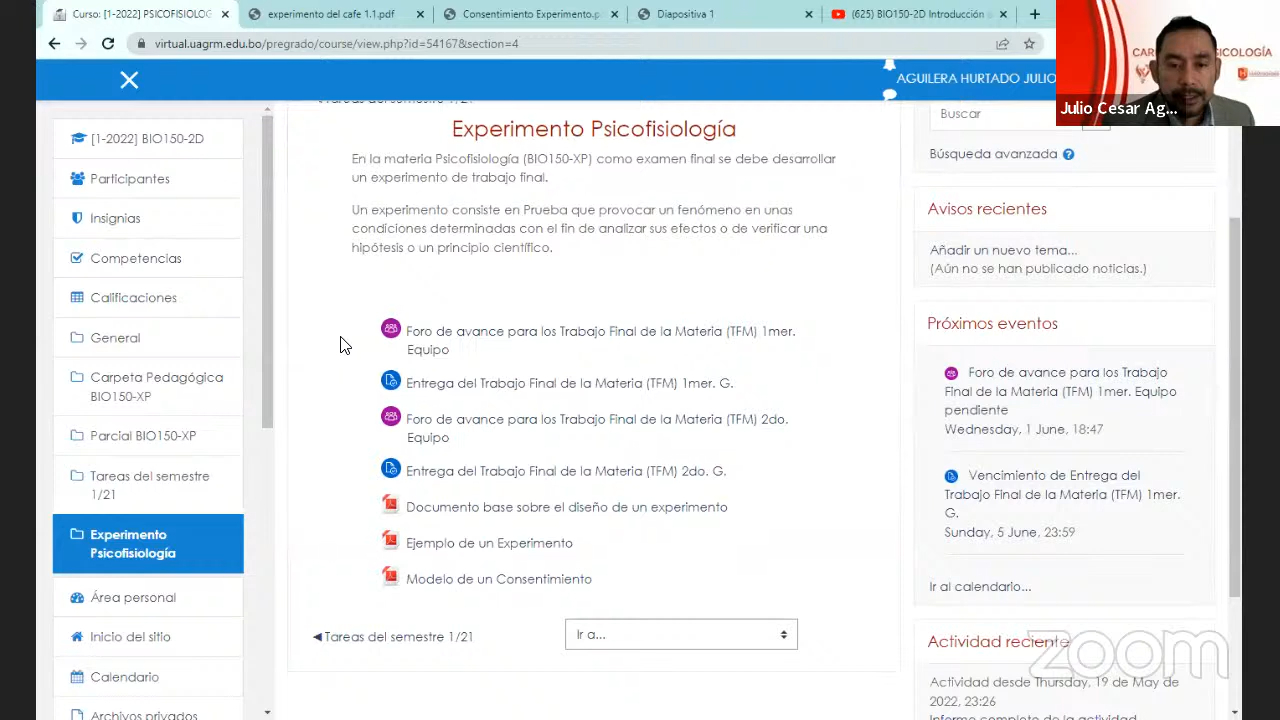 Curso: [1-2022] PSICOFISIOLOG
experimento del cafe 1.1.pdf
Consentimiento Experimento.p
Diapositiva 1
(625) BIO150-2D Introducción
virtual.uagrm.edu.bo/pregrado/course/view.php?id=54167&section=4
AGUILERA HURTADO JULIO
Julio Cesar Ag...
[1-2022] BIO150-2D
Participantes
Insignias
Competencias
Calificaciones
General
Carpeta Pedagógica
BIO150-XP
Parcial BIO150-XP
Tareas del semestre
1/21
Experimento
Psicofisiología
Área personal
Inicio del sitio
Calendario
Archivos privados
Tareas del semestre 1/21
Experimento Psicofisiología
En la materia Psicofisiología (BIO150-XP) como examen final se debe desarrollar
un experimento de trabajo final.
Un experimento consiste en Prueba que provocar un fenómeno en unas
condiciones determinadas con el fin de analizar sus efectos o de verificar una
hipótesis o un principio científico.
Foro de avance para los Trabajo Final de la Materia (TFM) 1mer.
Equipo
Entrega del Trabajo Final de la Materia (TFM) 1mer. G.
Foro de avance para los Trabajo Final de la Materia (TFM) 2do.
Equipo
Entrega del Trabajo Final de la Materia (TFM) 2do. G.
Documento base sobre el diseño de un experimento
Ejemplo de un Experimento
Modelo de un Consentimiento
◀ Tareas del semestre 1/21
Ir a...
Buscar
Búsqueda avanzada
Avisos recientes
Añadir un nuevo tema...
(Aún no se han publicado noticias.)
Próximos eventos
Foro de avance para los Trabajo
Final de la Materia (TFM) 1mer. Equipo
pendiente
Wednesday, 1 June, 18:47
Vencimiento de Entrega del
Trabajo Final de la Materia (TFM) 1mer.
G.
Sunday, 5 June, 23:59
Ir al calendario...
Actividad reciente
Actividad desde Thursday, 19 de May de
2022, 23:26
Informe completo de la actividad
zoom